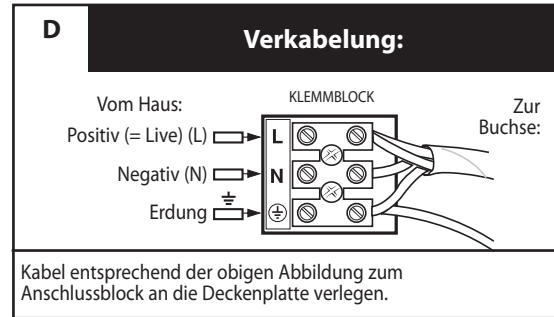 D
Verkabelung:
Vom Haus:
KLEMMBLOCK
Zur
Buchse:
Positiv (= Live) (L)
L
Negativ (N)
N
Erdung
Kabel entsprechend der obigen Abbildung zum
Anschlussblock an die Deckenplatte verlegen.